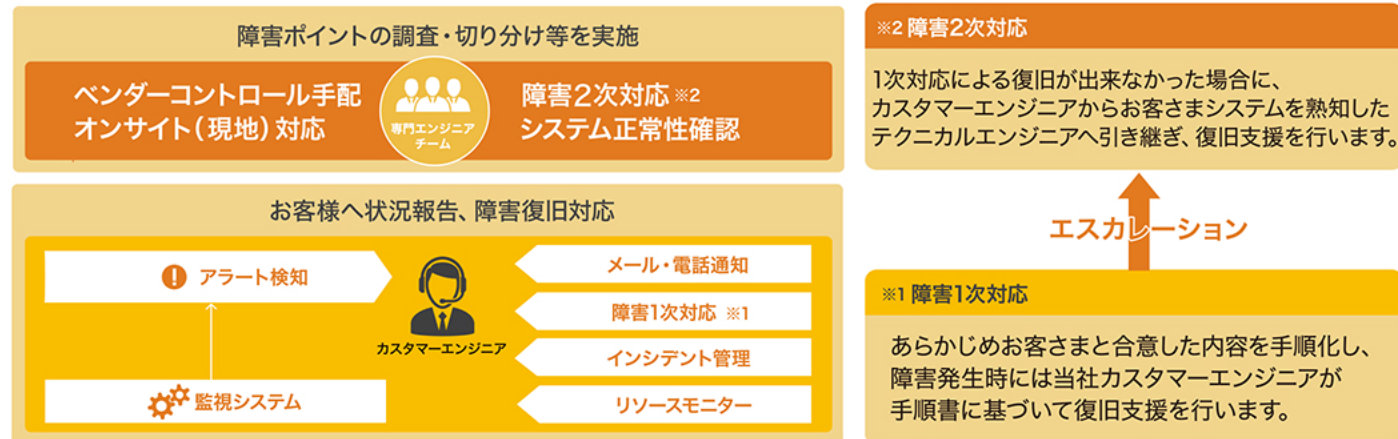 障害ポイントの調査・切り分け等を実施
ベンダーコントロール手配
オンサイト(現地)対応
専門エンジニア
チーム
障害2次対応 ※2
システム正常性確認
お客様へ状況報告、障害復旧対応
アラート検知
監視システム
カスタマーエンジニア
メール・電話通知
障害1次対応 ※1
インシデント管理
リソースモニター
※2 障害2次対応
1次対応による復旧が出来なかった場合に、
カスタマーエンジニアからお客さまシステムを熟知した
テクニカルエンジニアへ引き継ぎ、復旧支援を行います。
エスカレーション
※1 障害1次対応
あらかじめお客さまと合意した内容を手順化し、
障害発生時には当社カスタマーエンジニアが
手順書に基づいて復旧支援を行います。